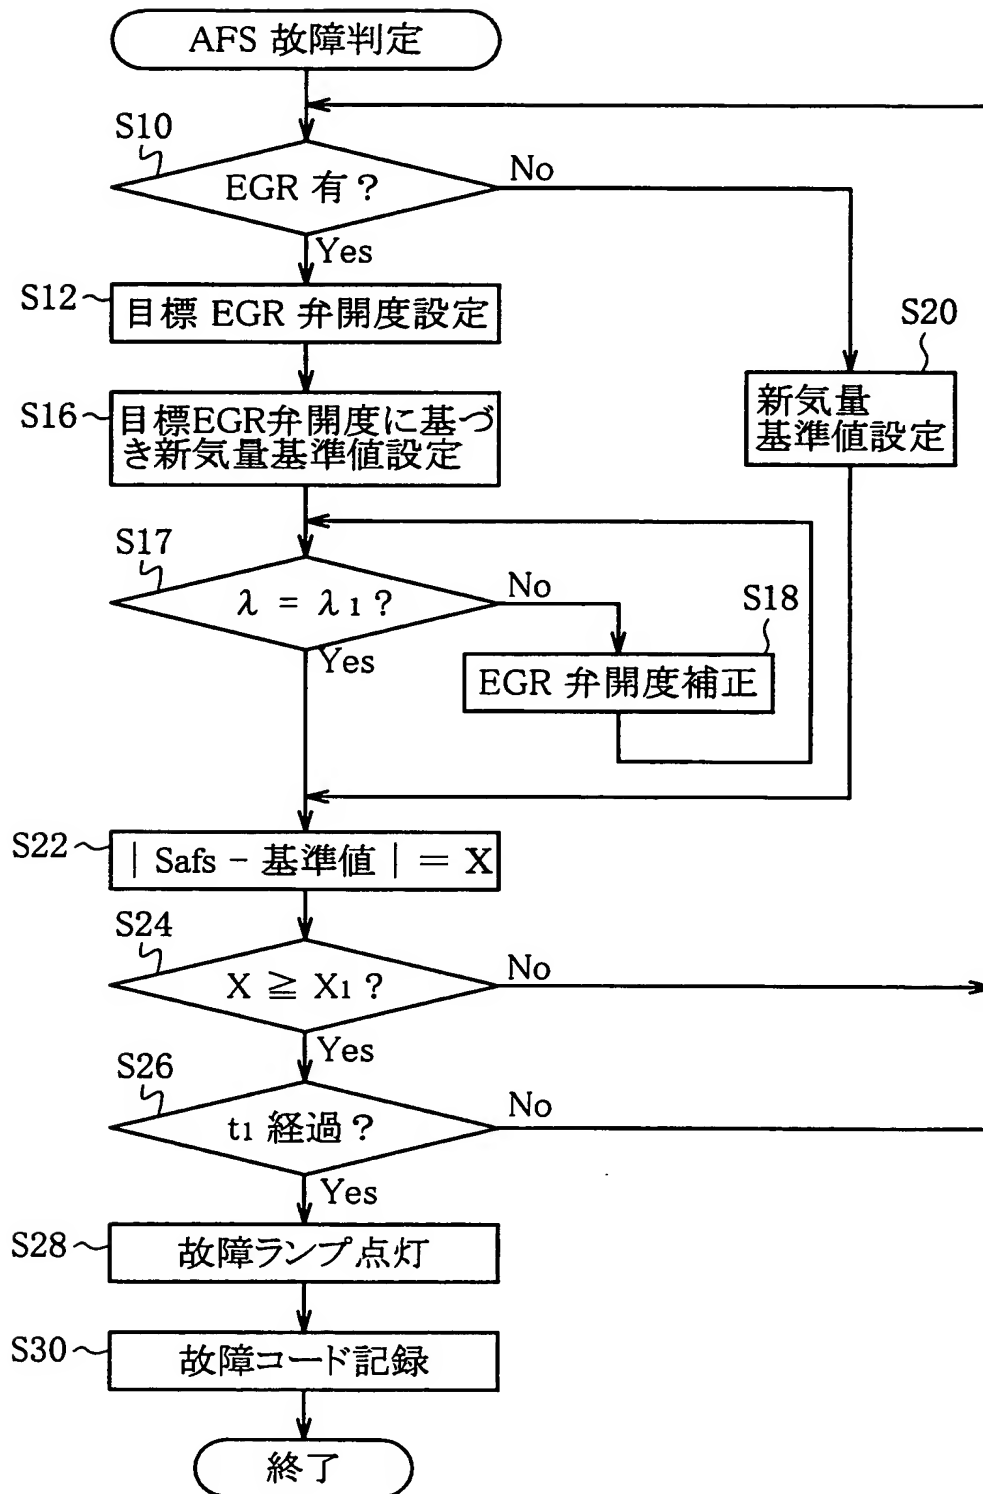 AFS 故障判定
S10
EGR 有?
No
Yes
S12
目標 EGR 弁開度設定
S20
新気量
基準値設定
S16
目標EGR弁開度に基づ
き新気量基準値設定
S17
λ = λ1?
No
Yes
S18
EGR 弁開度補正
S22
| Safs - 基準値 | = X
S24
X ≧ X1?
No
Yes
S26
t1 経過?
No
Yes
S28
故障ランプ点灯
S30
故障コード記録
終了